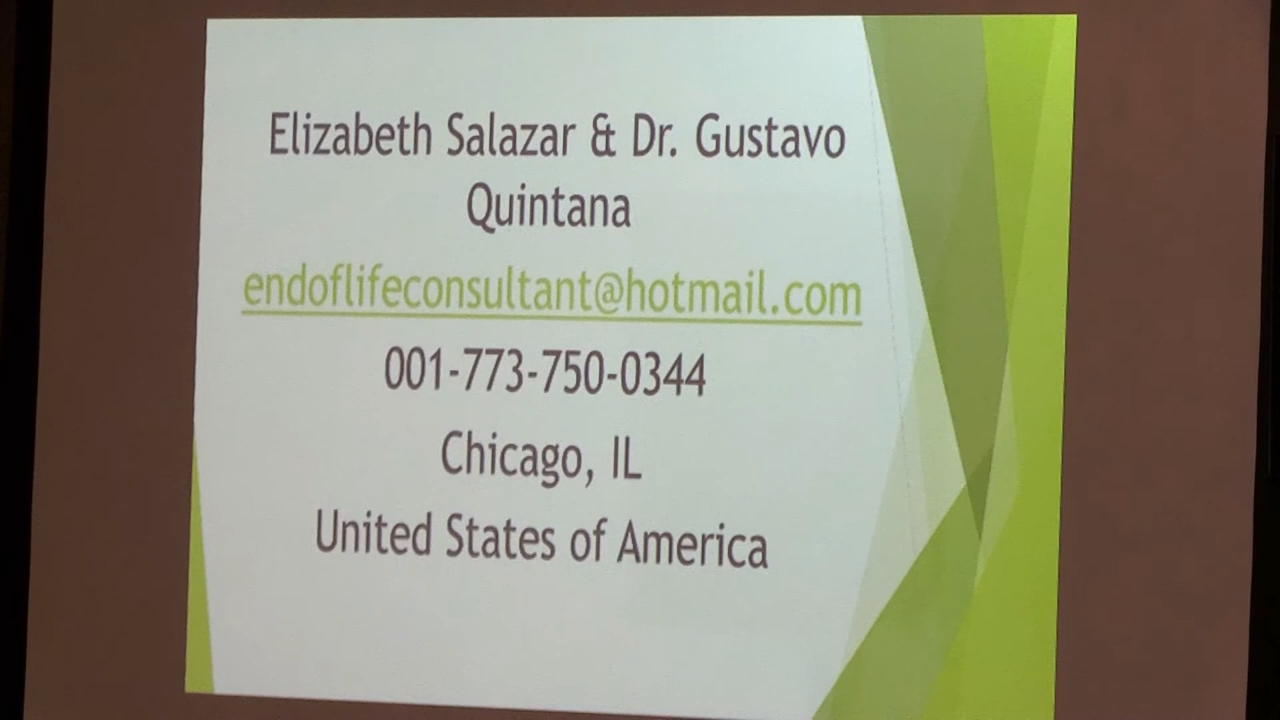 Elizabeth Salazar & Dr. Gustavo
Quintana
endoflifeconsultant@hotmail.com
001-773-750-0344
Chicago, IL
United States of America